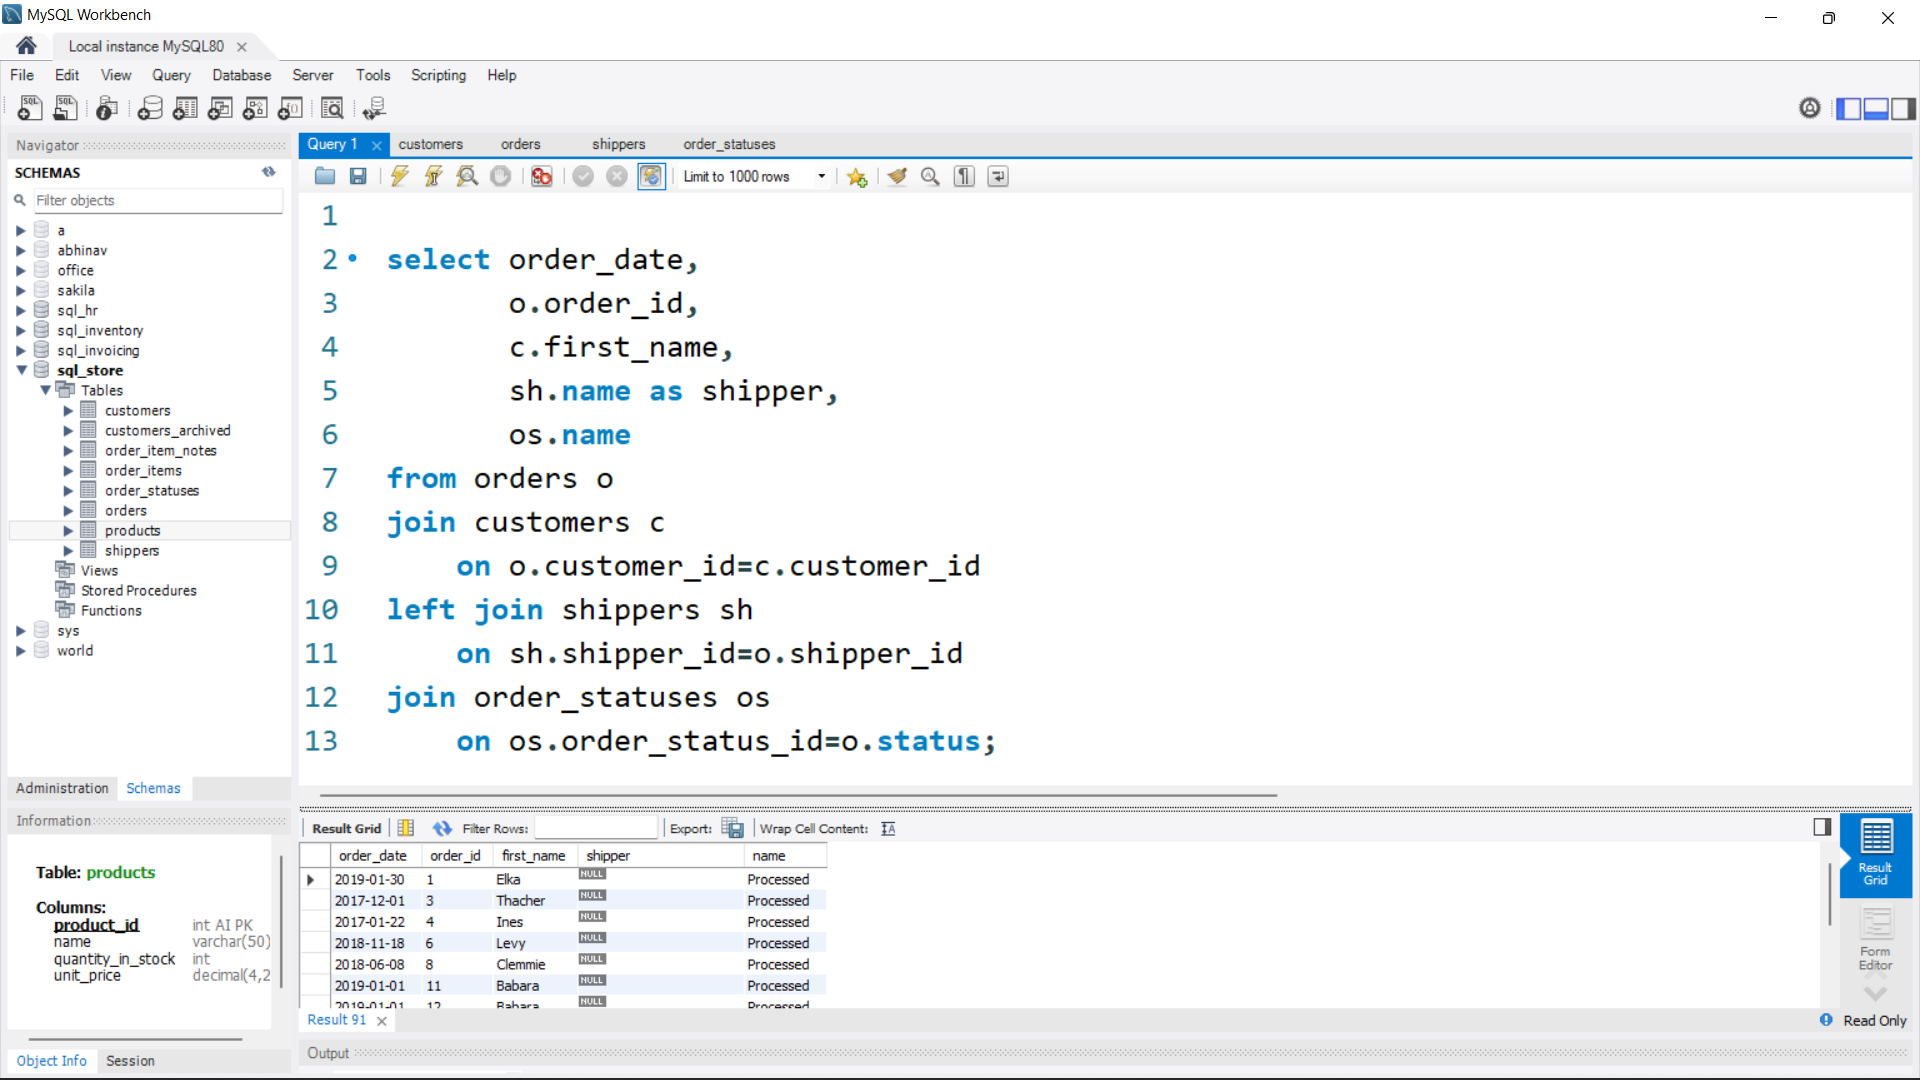 MySQL Workbench
Local instance MySQL80
File Edit View Query Database Server Tools Scripting Help
Navigator
SCHEMAS
Filter objects
a
abhinav
office
sakila
sql_hr
sql_inventory
sql_invoicing
sql_store
Tables
customers
customers_archived
order_item_notes
order_items
order_statuses
orders
products
shippers
Views
Stored Procedures
Functions
sys
world
Administration Schemas
Information
Table: products
Columns:
product_id int AI PK
name varchar(50)
quantity_in_stock int
unit_price decimal(4,2
Object Info Session
Query 1 customers orders shippers order_statuses
Limit to 1000 rows
1
2 select order_date,
3 o.order_id,
4 c.first_name,
5 sh.name as shipper,
6 os.name
7 from orders o
8 join customers c
9 on o.customer_id=c.customer_id
10 left join shippers sh
11 on sh.shipper_id=o.shipper_id
12 join order_statuses os
13 on os.order_status_id=o.status;
Result Grid Filter Rows: Export: Wrap Cell Content:
order_date order_id first_name shipper name
2019-01-30 1 Elka NULL Processed
2017-12-01 3 Thacher NULL Processed
2017-01-22 4 Ines NULL Processed
2018-11-18 6 Levy NULL Processed
2018-06-08 8 Clemmie NULL Processed
2019-01-01 11 Babara NULL Processed
2019-01-01 12 Babara NULL Processed
Result Grid
Form Editor
Result 91
Read Only
Output